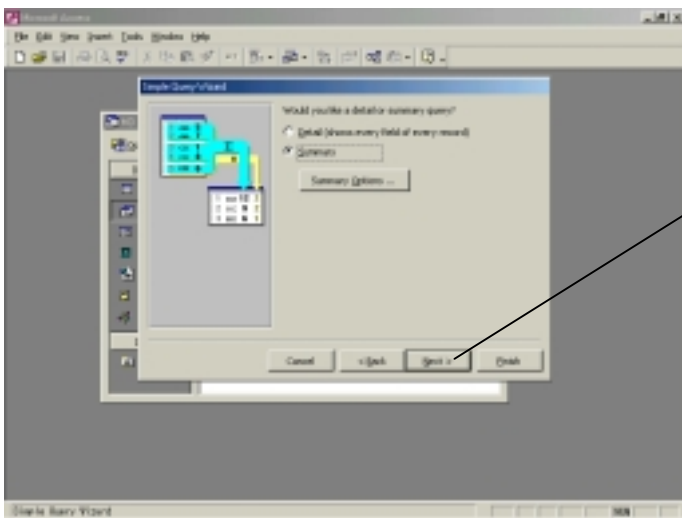 Microsoft Access
File Edit View Insert Tools Window Help
Simple Query Wizard
Would you like a detail or summary query?
Detail (shows every field of every record)
Summary
Summary Options ...
Cancel
< Back
Next >
Finish
Simple Query Wizard
NUM